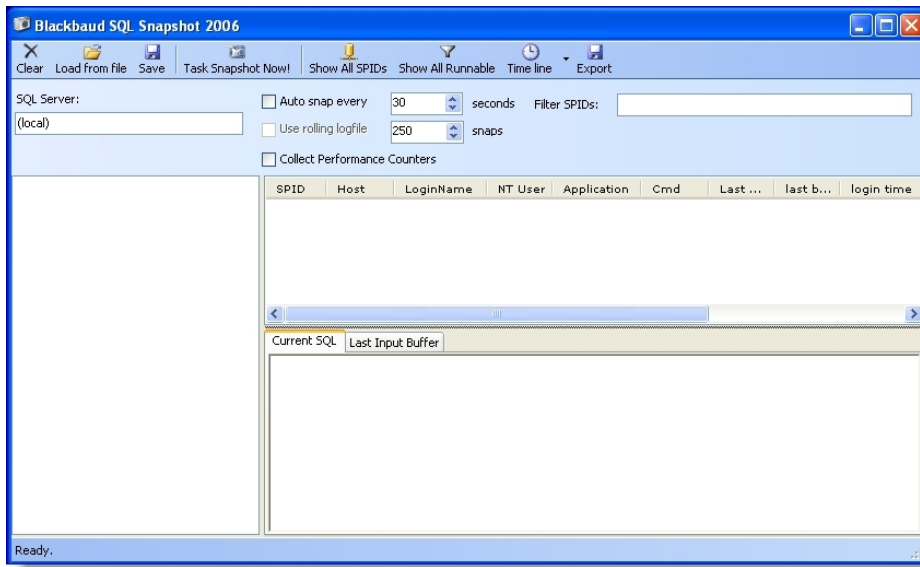 Blackbaud SQL Snapshot 2006
Clear Load from file Save Task Snapshot Now! Show All SPIDs Show All Runnable Time line Export
SQL Server:
(local)
Auto snap every 30 seconds Filter SPIDs:
Use rolling logfile 250 snaps
Collect Performance Counters
SPID Host LoginName NT User Application Cmd Last ... last b... login time
Current SQL Last Input Buffer
Ready.